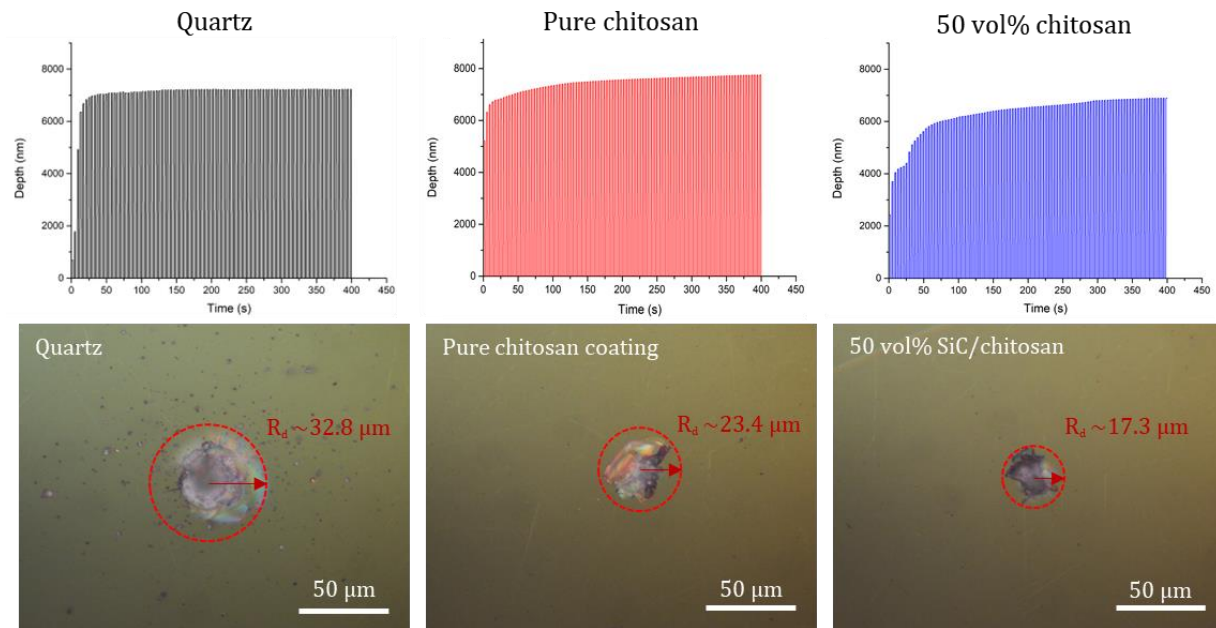 Quartz
Pure chitosan
50 vol% chitosan
Depth (nm)
8000
6000
4000
2000
0
0 50 100 150 200 250 300 350 400 450
Time (s)
Depth (nm)
8000
6000
4000
2000
0
0 50 100 150 200 250 300 350 400 450
Time (s)
Depth (nm)
8000
6000
4000
2000
0
0 50 100 150 200 250 300 350 400 450
Time (s)
Quartz
R_d ~32.8 μm
50 μm
Pure chitosan coating
R_d ~23.4 μm
50 μm
50 vol% SiC/chitosan
R_d ~17.3 μm
50 μm